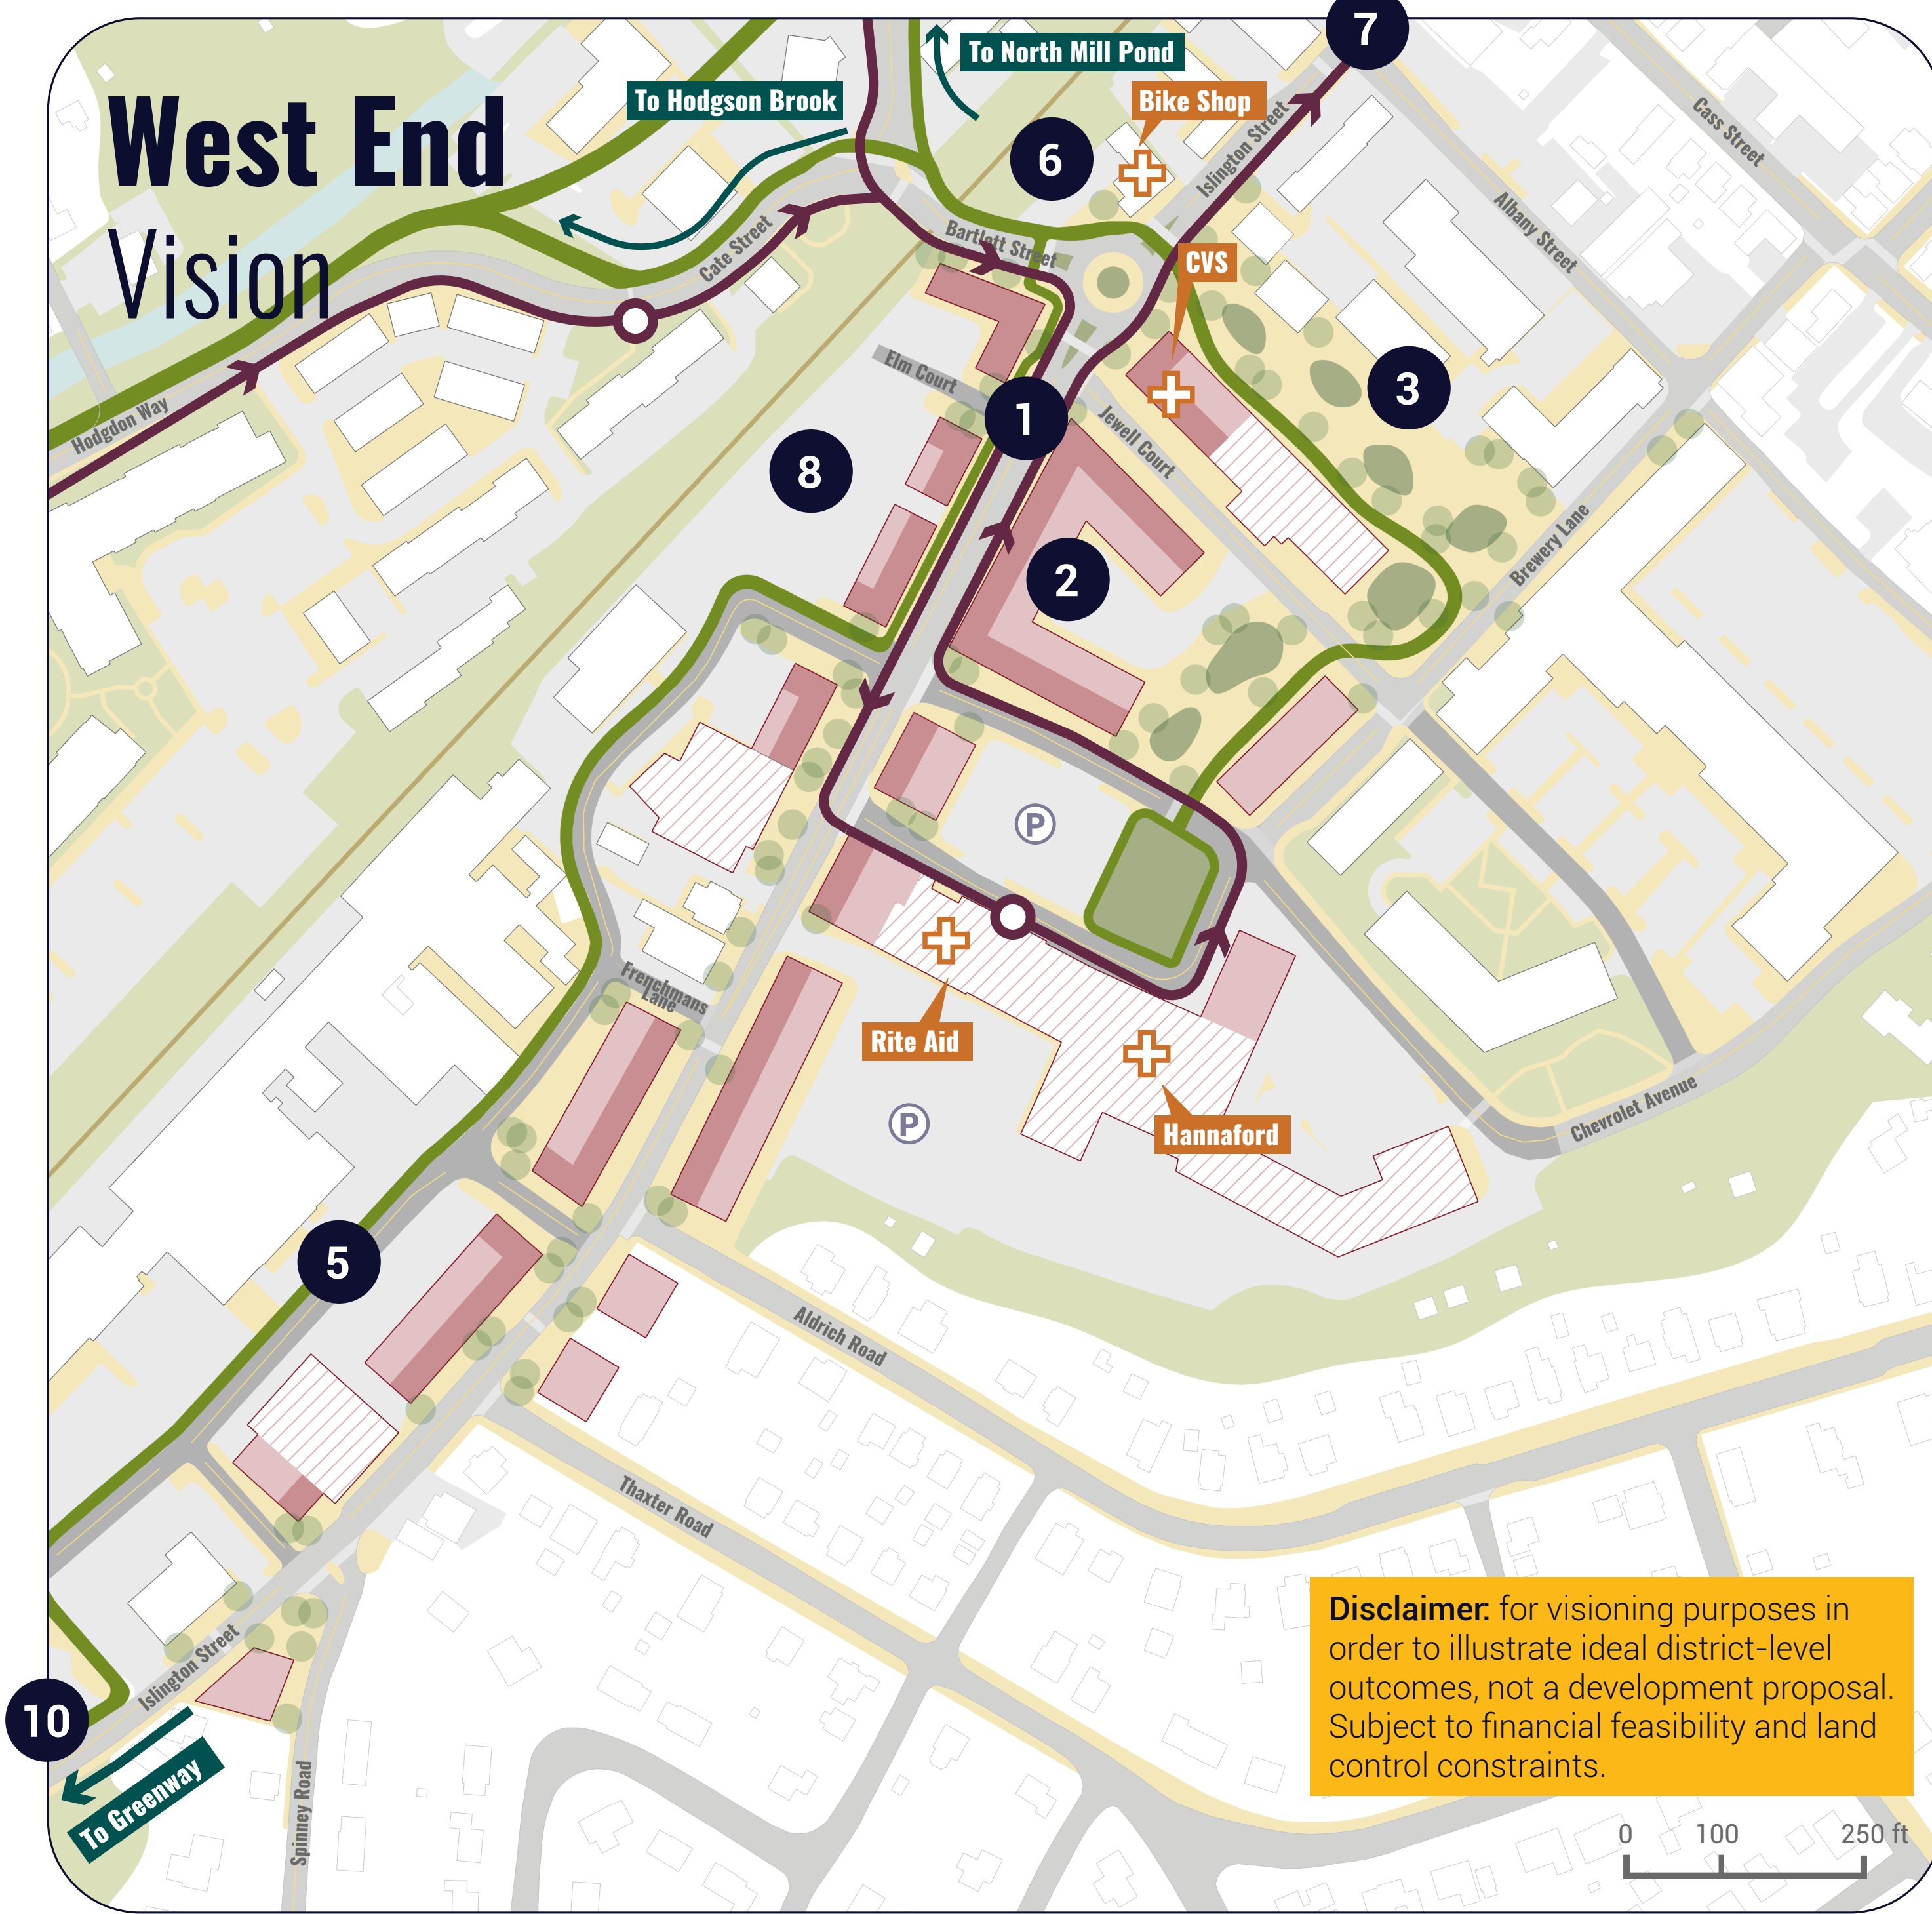 West End
Vision
To North Mill Pond
To Hodgson Brook
Bike Shop
7
6
Islington Street
Cass Street
Albany Street
Bartlett Street
Cate Street
CVS
Hodgdon Way
Elm Court
1
Jewell Court
3
8
2
Brewery Lane
P
Frenchmans
Lane
Rite Aid
P
Hannaford
Chevrolet Avenue
5
Aldrich Road
Thaxter Road
Islington Street
10
To Greenway
Spinney Road
Disclaimer: for visioning purposes in
order to illustrate ideal district-level
outcomes, not a development proposal.
Subject to financial feasibility and land
control constraints.
0 100 250 ft